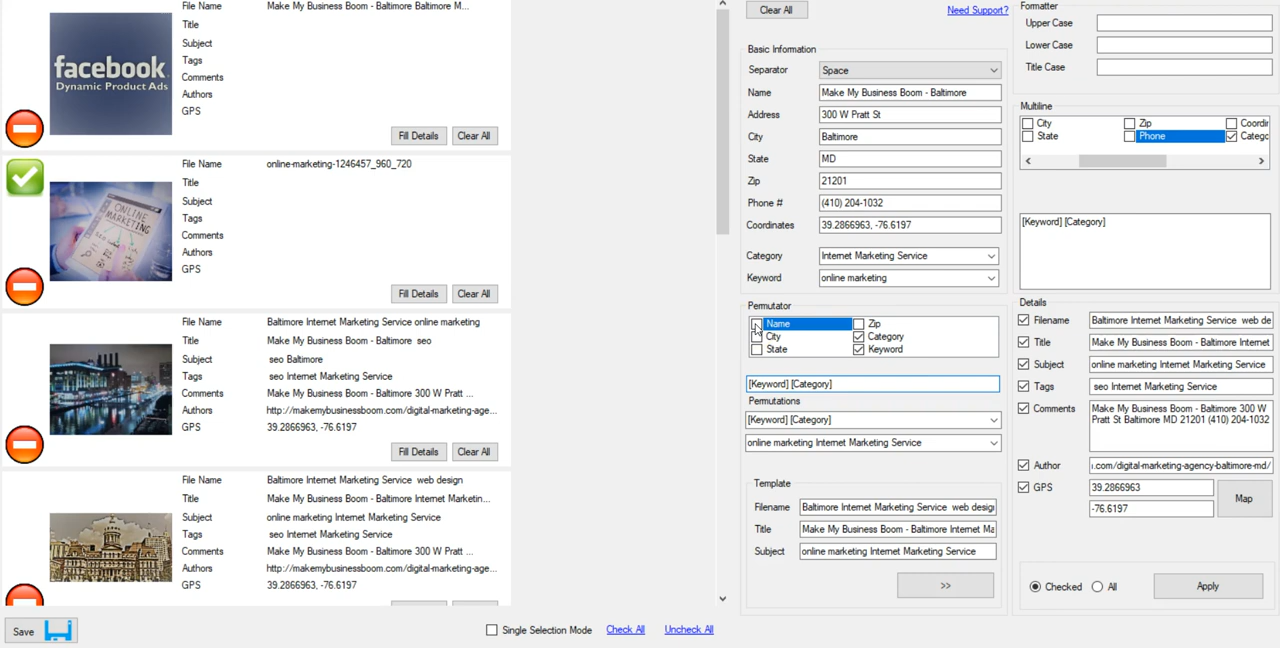 File Name Make My Business Boom - Baltimore Baltimore M...
Title
Subject
Tags
Comments
Authors
GPS
facebook
Dynamic Product Ads
Fill Details Clear All
File Name online-marketing-1246457_960_720
Title
Subject
Tags
Comments
Authors
GPS
ONLINE
MARKETING
Fill Details Clear All
File Name Baltimore Internet Marketing Service online marketing
Title Make My Business Boom - Baltimore seo
Subject seo Baltimore
Tags seo Internet Marketing Service
Comments Make My Business Boom - Baltimore 300 W Pratt ...
Authors http://makemybusinessboom.com/digital-marketing-age...
GPS 39.2866963, -76.6197
Fill Details Clear All
File Name Baltimore Internet Marketing Service web design
Title Make My Business Boom - Baltimore Internet Marketin...
Subject online marketing Internet Marketing Service
Tags seo Internet Marketing Service
Comments Make My Business Boom - Baltimore 300 W Pratt ...
Authors http://makemybusinessboom.com/digital-marketing-age...
GPS 39.2866963, -76.6197
Save
Single Selection Mode Check All Uncheck All
Clear All Need Support?
Basic Information
Separator Space
Name Make My Business Boom - Baltimore
Address 300 W Pratt St
City Baltimore
State MD
Zip 21201
Phone # (410) 204-1032
Coordinates 39.2866963, -76.6197
Category Internet Marketing Service
Keyword online marketing
Permutator
Name Zip
City Category
State Keyword
[Keyword] [Category]
Permutations
[Keyword] [Category]
online marketing Internet Marketing Service
Template
Filename Baltimore Internet Marketing Service web design
Title Make My Business Boom - Baltimore Internet Ma
Subject online marketing Internet Marketing Service
>>
Formatter
Upper Case
Lower Case
Title Case
Multiline
City Zip Coordir
State Phone Catego
[Keyword] [Category]
Details
Filename Baltimore Internet Marketing Service web de
Title Make My Business Boom - Baltimore Internet
Subject online marketing Internet Marketing Service
Tags seo Internet Marketing Service
Comments Make My Business Boom - Baltimore 300 W
Pratt St Baltimore MD 21201 (410) 204-1032
Author ı.com/digital-marketing-agency-baltimore-md/
GPS 39.2866963
-76.6197
Map
Checked All Apply